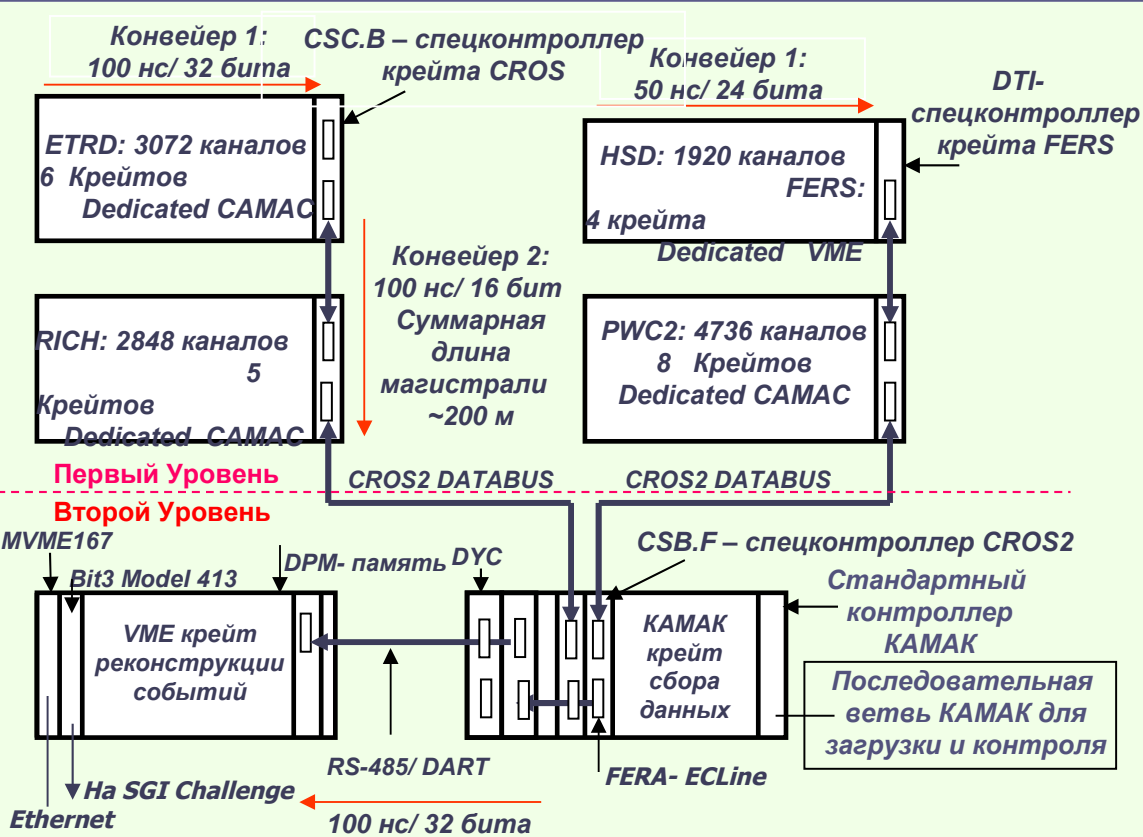 Конвейер 1:
100 нс/ 32 бита
CSC.B – спецконтроллер
крейта CROS
Конвейер 1:
50 нс/ 24 бита
DTI-
спецконтроллер
крейта FERS
ETRD: 3072 каналов
6 Крейтов
Dedicated CAMAC
HSD: 1920 каналов
FERS:
4 крейта
Dedicated VME
Конвейер 2:
100 нс/ 16 бит
Суммарная
длина
магистрали
~200 м
RICH: 2848 каналов
5
Крейтов
Dedicated CAMAC
PWC2: 4736 каналов
8 Крейтов
Dedicated CAMAC
Первый Уровень
CROS2 DATABUS
CROS2 DATABUS
Второй Уровень
MVME167
Bit3 Model 413
DPM- память
DYC
CSB.F – спецконтроллер CROS2
Стандартный
контроллер
КАМАК
VME крейт
реконструкции
событий
КАМАК
крейт
сбора
данных
Последовательная
ветвь КАМАК для
загрузки и контроля
RS-485/ DART
FERA- ECLine
На SGI Challenge
Ethernet
100 нс/ 32 бита